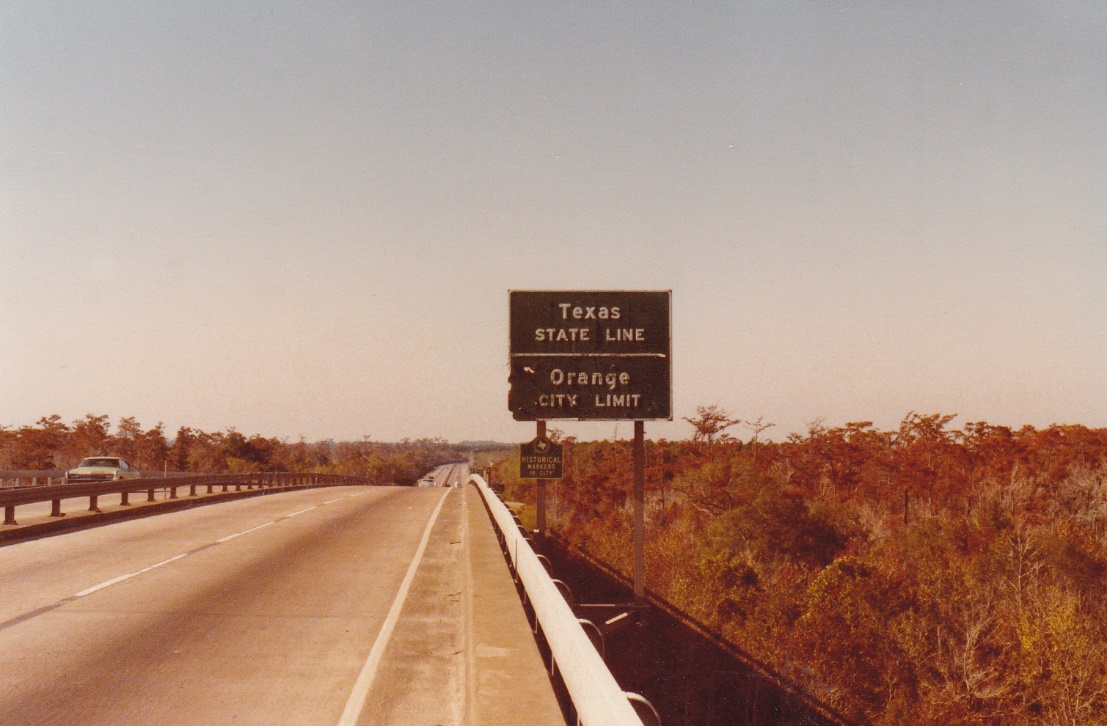 Texas
STATE LINE
Orange
CITY LIMIT
HISTORICAL
MARKERS
IN CITY